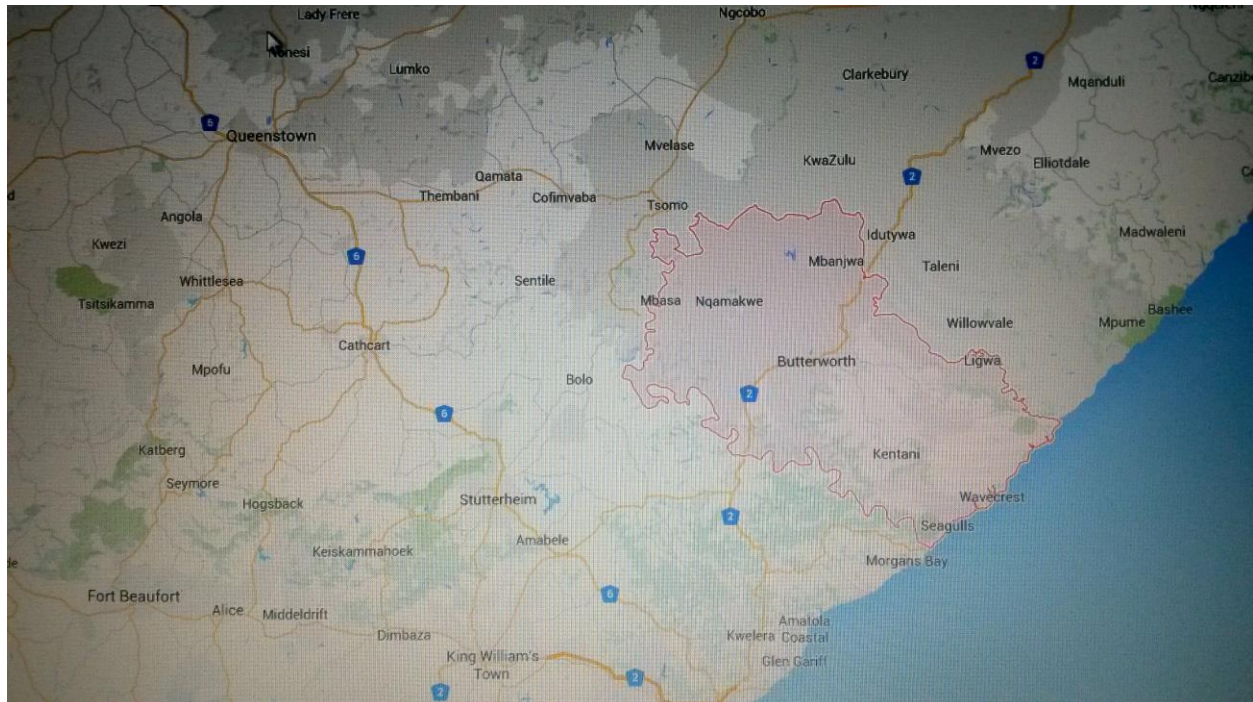 Lady Frere
Ngcobo
Nonesi
Lumko
2
Clarkebury
Mqanduli
6
Queenstown
Mvelase
KwaZulu
Mvezo
Elliotdale
2
Qamata
Thembani
Cofimvaba
Tsomo
Angola
Idutywa
Madwaleni
Kwezi
6
Mbanjwa
Taleni
Whittlesea
Sentile
Tsitsikamma
Mbasa
Nqamakwe
Bashee
Willowvale
Mpume
Cathcart
Butterworth
Ligwa
Mpofu
Bolo
2
6
Katberg
Kentani
Seymore
Hogsback
Stutterheim
Wavecrest
2
Seagulls
Amabele
Keiskammahoek
Morgans Bay
Fort Beaufort
6
Alice
Middeldrift
Dimbaza
Kwelera
Amatola
Coastal
King William's
Town
Glen Gariff
2
2